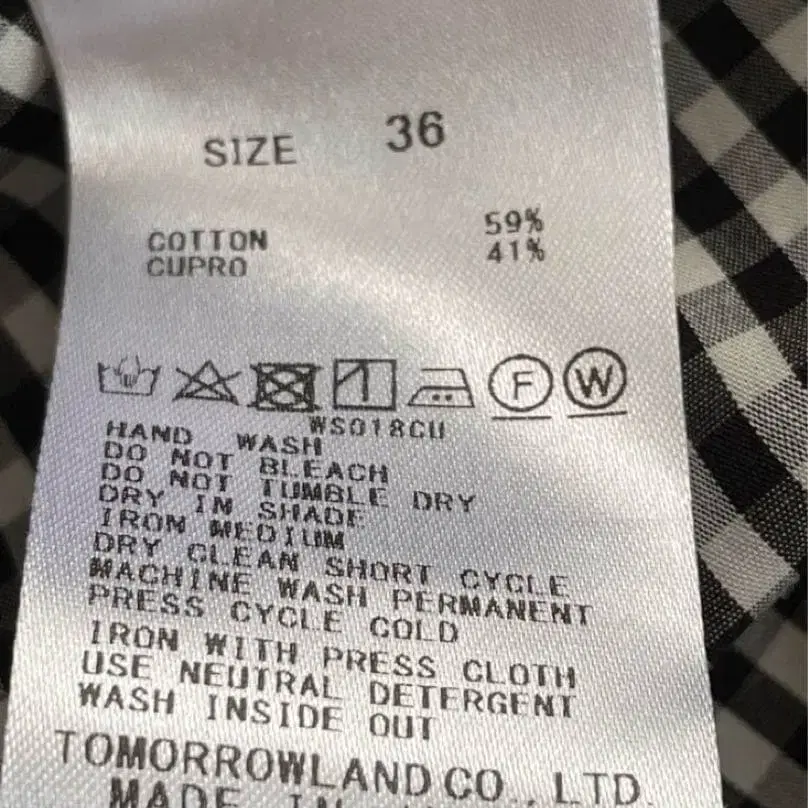 SIZE 36
COTTON 59%
CUPRO 41%
F W
WS018CU
HAND WASH
DO NOT BLEACH
DO NOT TUMBLE DRY
DRY IN SHADE
IRON MEDIUM
DRY CLEAN SHORT CYCLE
MACHINE WASH PERMANENT
PRESS CYCLE COLD
IRON WITH PRESS CLOTH
USE NEUTRAL DETERGENT
WASH INSIDE OUT
TOMORROWLAND CO., LTD
MADE IN